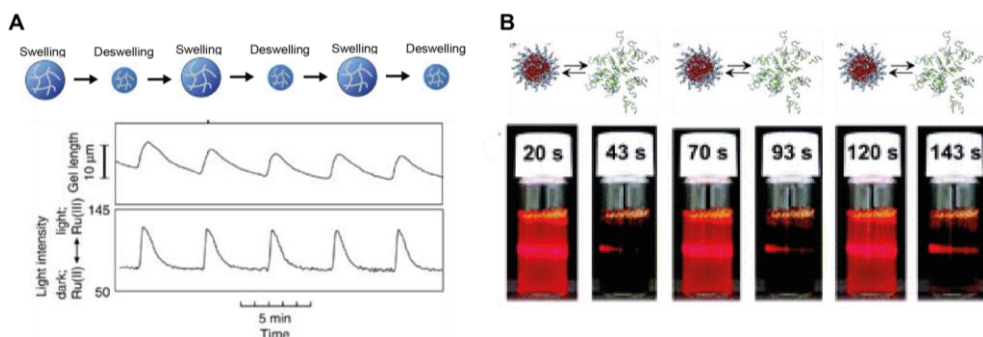 A
Swelling
Deswelling
Swelling
Deswelling
Swelling
Deswelling
Gel length
10 μm
145
Light intensity
dark; light;
Ru(II) Ru(III)
50
5 min
Time
B
20 s
43 s
70 s
93 s
120 s
143 s